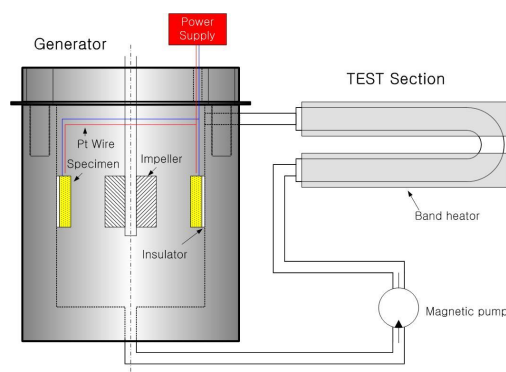 Power
Supply
Generator
TEST Section
Pt Wire
Specimen
Impeller
Insulator
Band heator
Magnetic pump